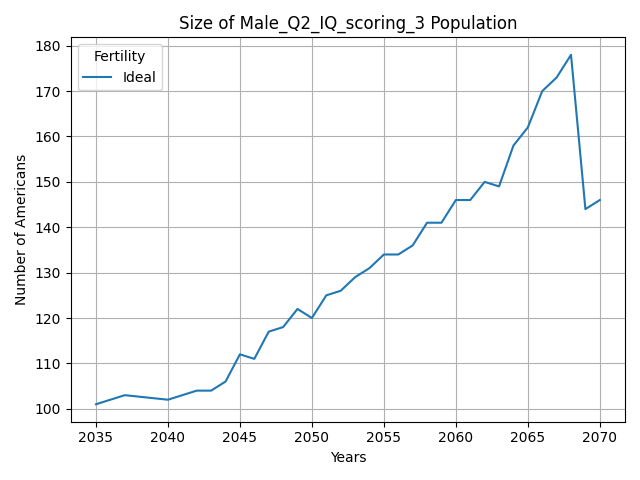 Size of Male_Q2_IQ_scoring_3 Population
Fertility
Ideal
Number of Americans
180
170
160
150
140
130
120
110
100
2035 2040 2045 2050 2055 2060 2065 2070
Years